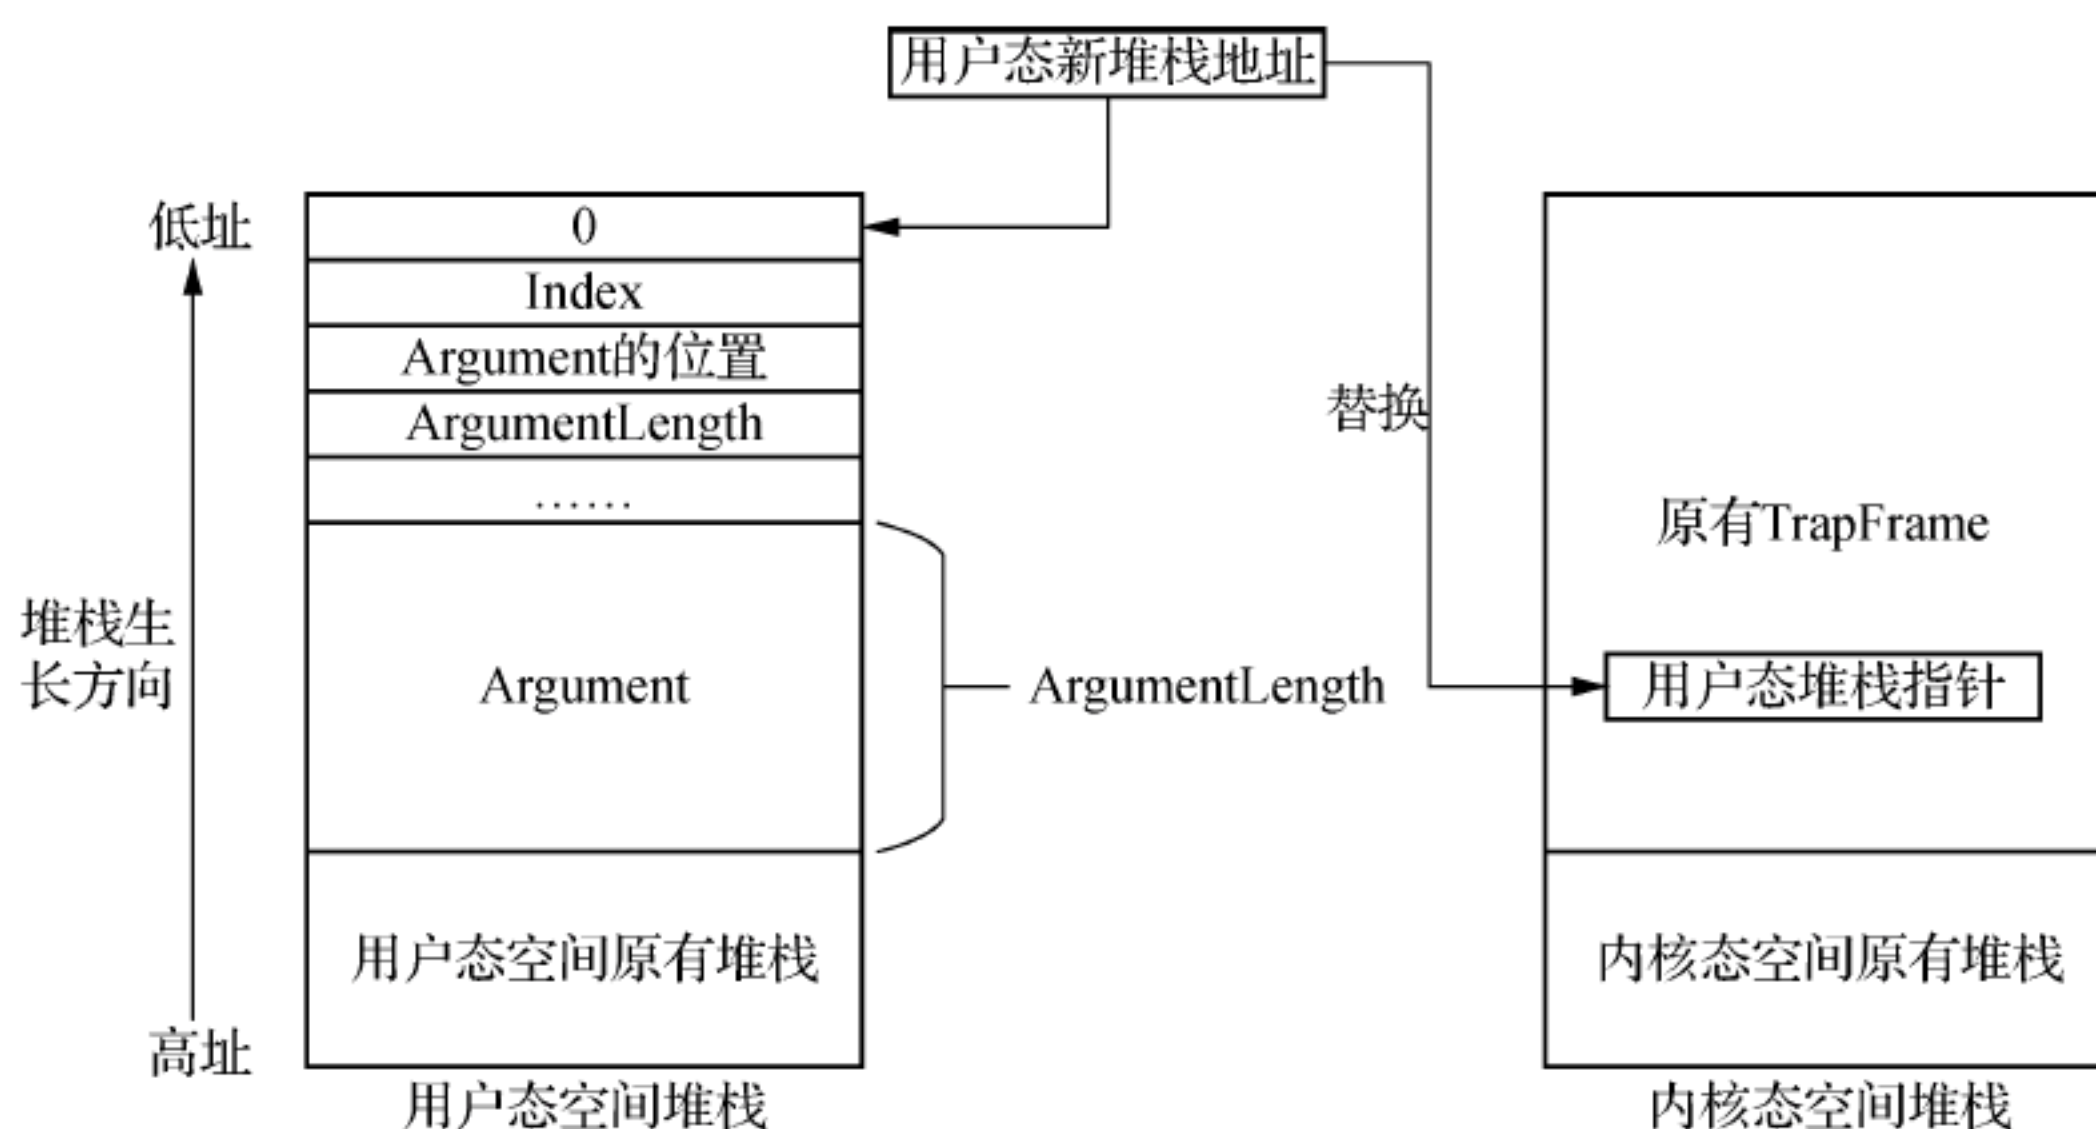 用户态新堆栈地址
低址
0
Index
Argument的位置
ArgumentLength
……
替换
原有TrapFrame
堆栈生
长方向
Argument
ArgumentLength
用户态堆栈指针
用户态空间原有堆栈
内核态空间原有堆栈
高址
用户态空间堆栈
内核态空间堆栈